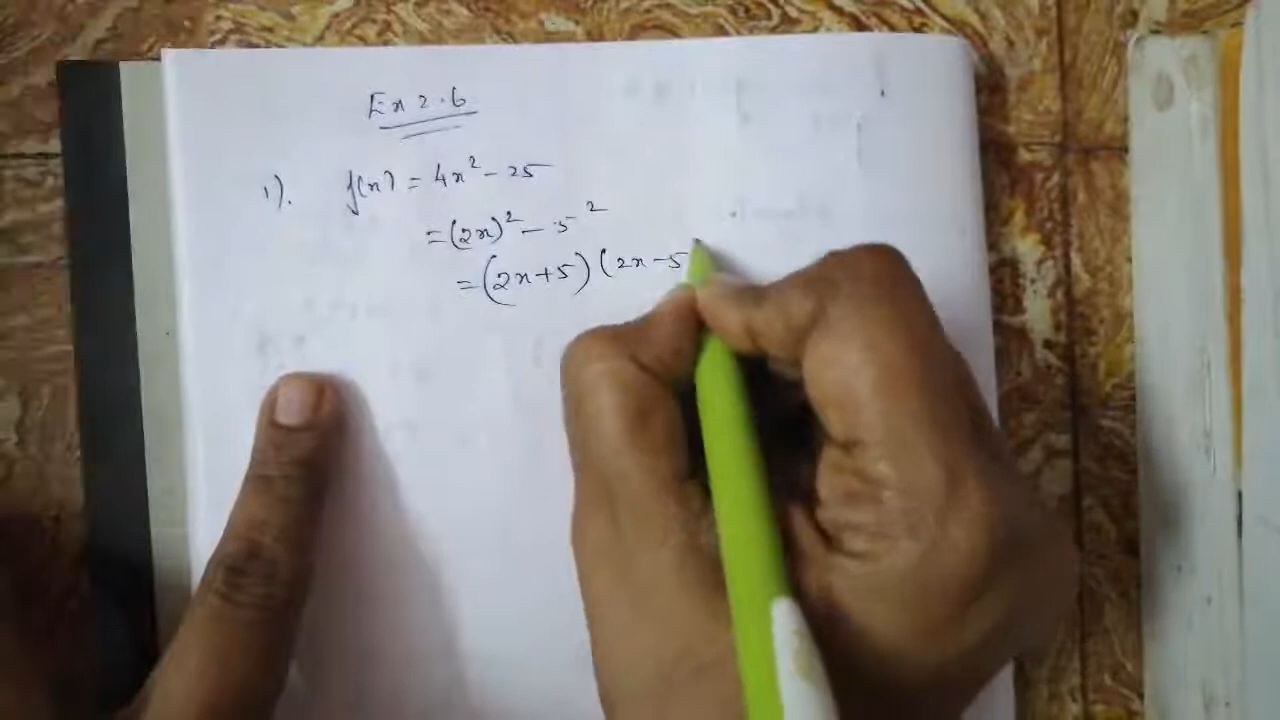 Ex 2.6
1). f(x) = 4x² - 25
= (2x)² - 5²
= (2x+5) (2x-5